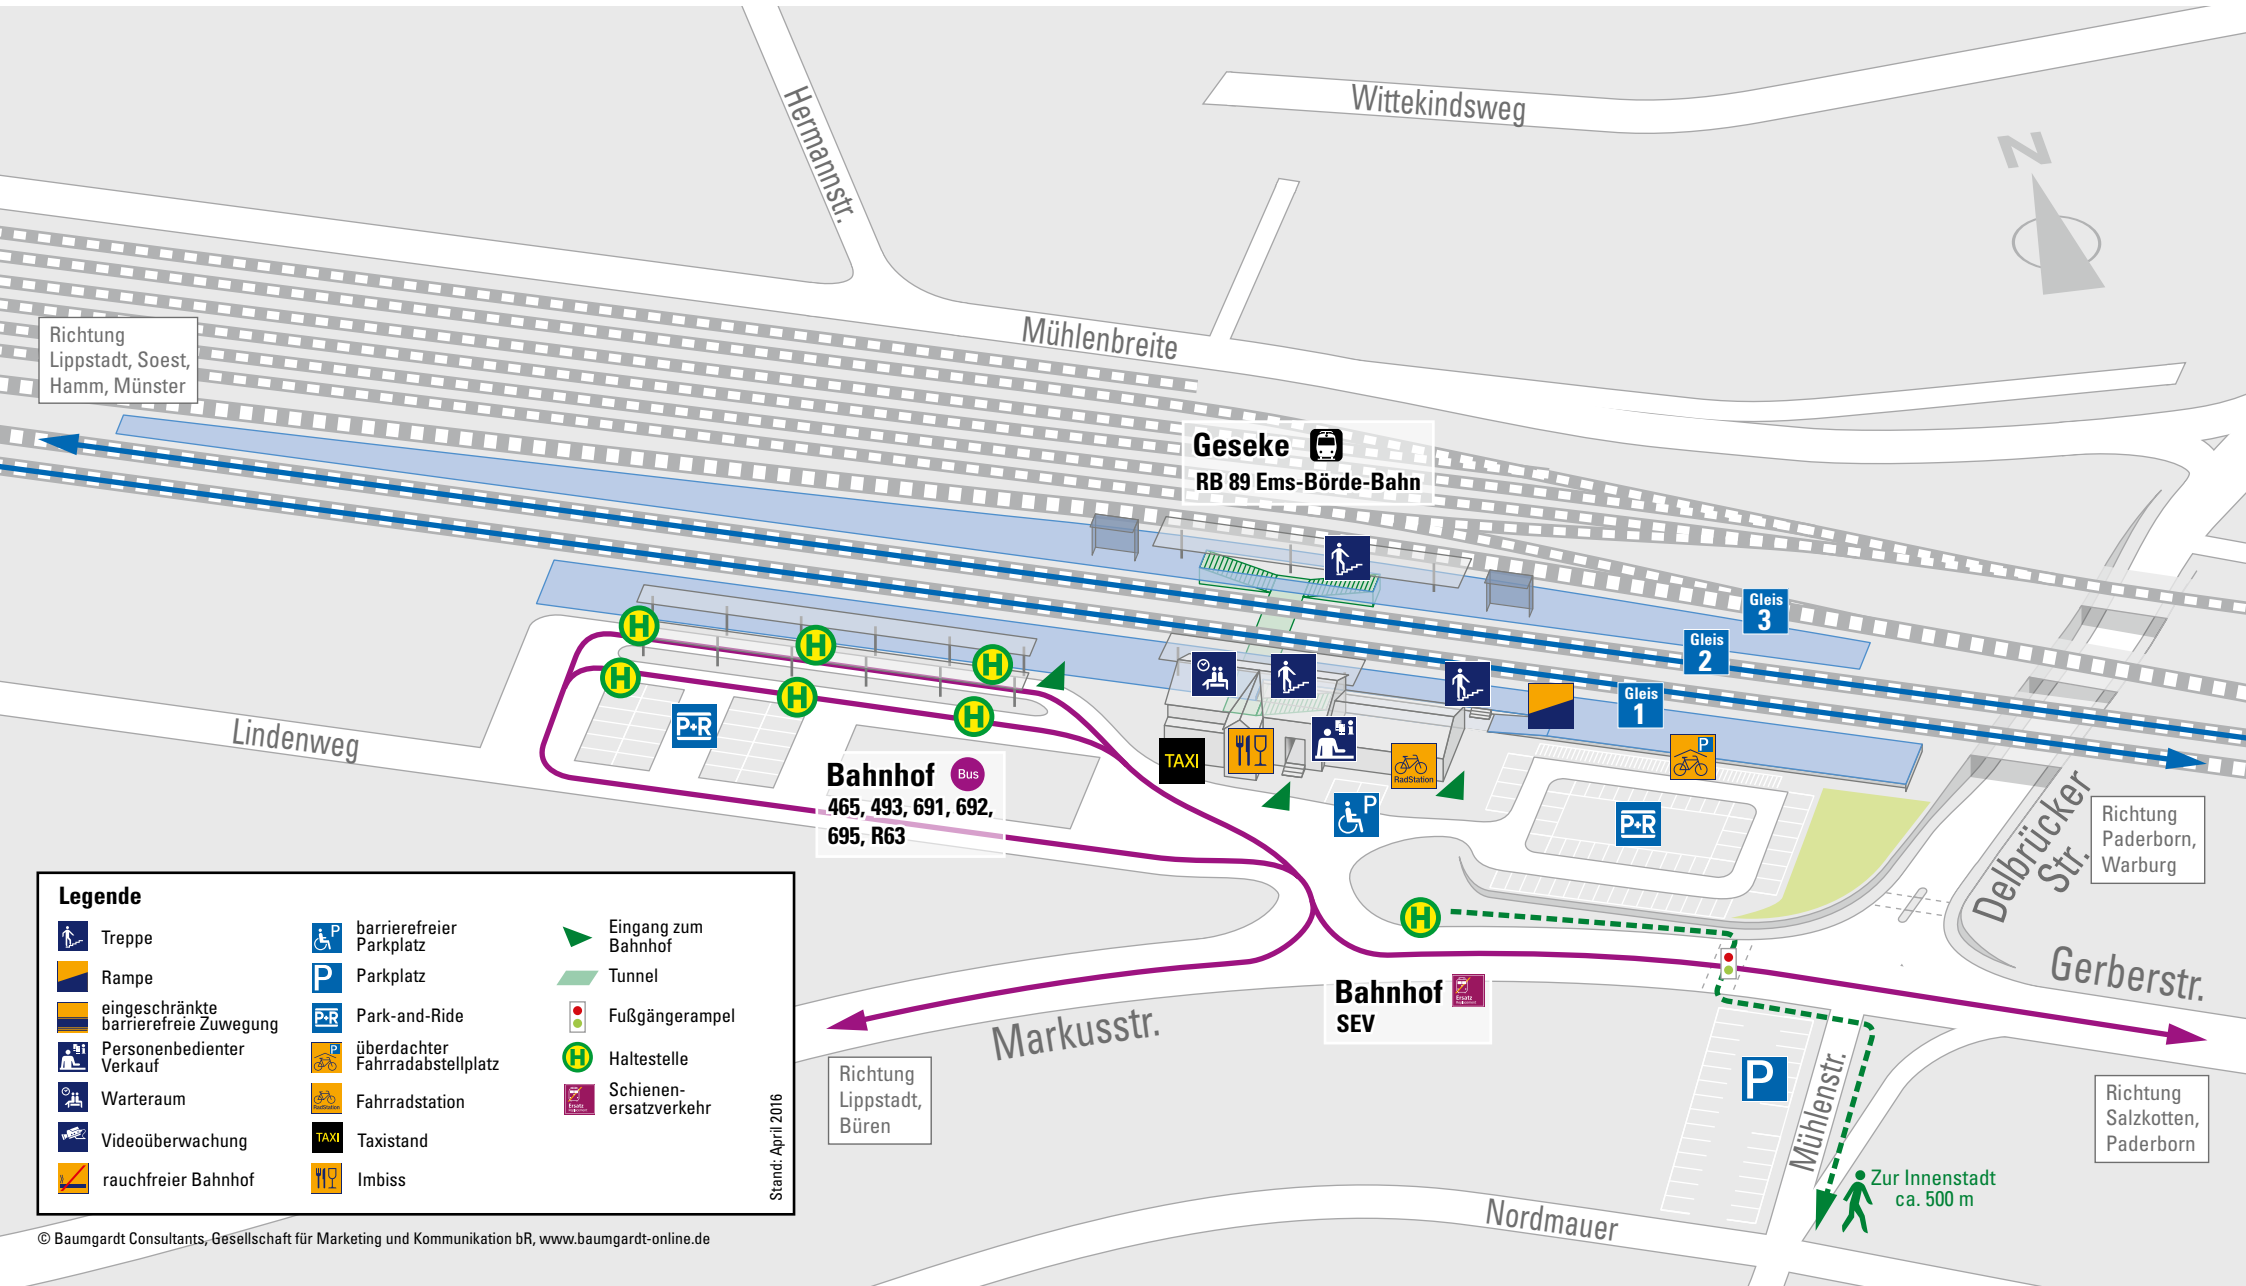 Hermannstr.
Wittekindsweg
N
Mühlenbreite
Richtung
Lippstadt, Soest,
Hamm, Münster
Geseke
RB 89 Ems-Börde-Bahn
Gleis
3
Gleis
2
Gleis
1
H
H
H
H
H
H
P+R
Lindenweg
TAXI
RadStation
P
P
P+R
Bahnhof Bus
465, 493, 691, 692,
695, R63
Delbrücker
Str.
Richtung
Paderborn,
Warburg
H
Gerberstr.
Bahnhof
Ersatz
SEV
Markusstr.
Richtung
Lippstadt,
Büren
P
Mühlenstr.
Richtung
Salzkotten,
Paderborn
Zur Innenstadt
ca. 500 m
Nordmauer
Legende
Treppe
Rampe
eingeschränkte
barrierefreie Zuwegung
Personenbedienter
Verkauf
Warteraum
Videoüberwachung
rauchfreier Bahnhof
P
barrierefreier
Parkplatz
P
Parkplatz
P+R
Park-and-Ride
P
überdachter
Fahrradabstellplatz
RadStation
Fahrradstation
TAXI
Taxistand
Imbiss
Eingang zum
Bahnhof
Tunnel
Fußgängerampel
H
Haltestelle
Ersatz
Schienen-
ersatzverkehr
Stand: April 2016
© Baumgardt Consultants, Gesellschaft für Marketing und Kommunikation bR, www.baumgardt-online.de